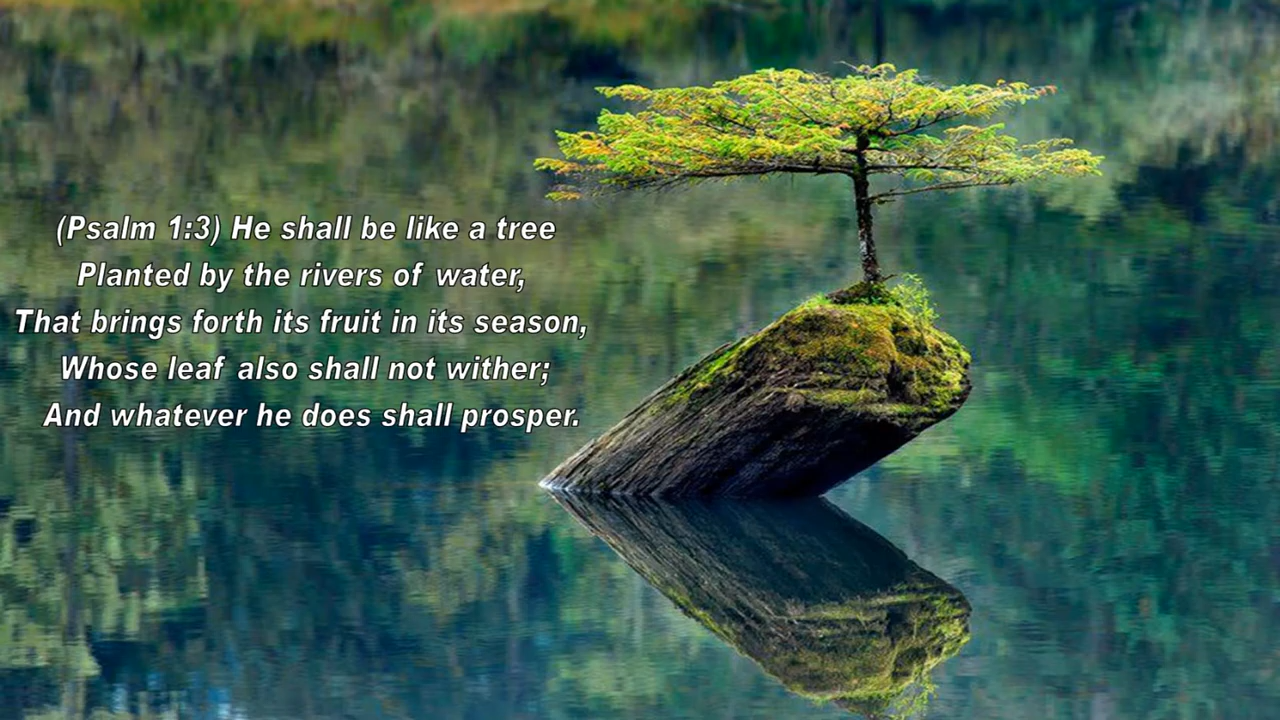 (Psalm 1:3) He shall be like a tree
Planted by the rivers of water,
That brings forth its fruit in its season,
Whose leaf also shall not wither;
And whatever he does shall prosper.